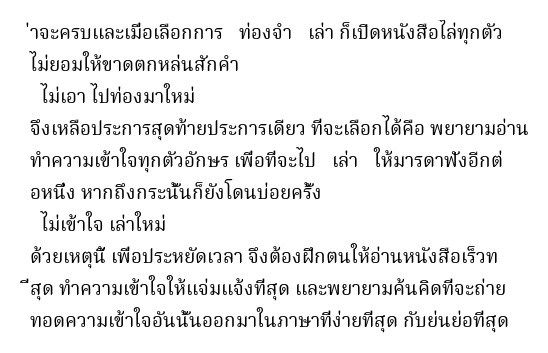 ่าจะครบและเมื่อเลือกการ   ท่องจำ   เล่า ก็เปิดหนังสือไล่ทุกตัว
ไม่ยอมให้ขาดตกหล่นสักคำ
ไม่เอา ไปท่องมาใหม่
จึงเหลือประการสุดท้ายประการเดียว ที่จะเลือกได้คือ พยายามอ่าน
ทำความเข้าใจทุกตัวอักษร เพื่อที่จะไป   เล่า   ให้มารดาฟังอีกต่
อหนึ่ง หากถึงกระนั้นก็ยังโดนบ่อยครั้ง
ไม่เข้าใจ เล่าใหม่
ด้วยเหตุนี้ เพื่อประหยัดเวลา จึงต้องฝึกตนให้อ่านหนังสือเร็วท
ี่สุด ทำความเข้าใจให้แจ่มแจ้งที่สุด และพยายามค้นคิดที่จะถ่าย
ทอดความเข้าใจอันนั้นออกมาในภาษาที่ง่ายที่สุด กับย่นย่อที่สุด